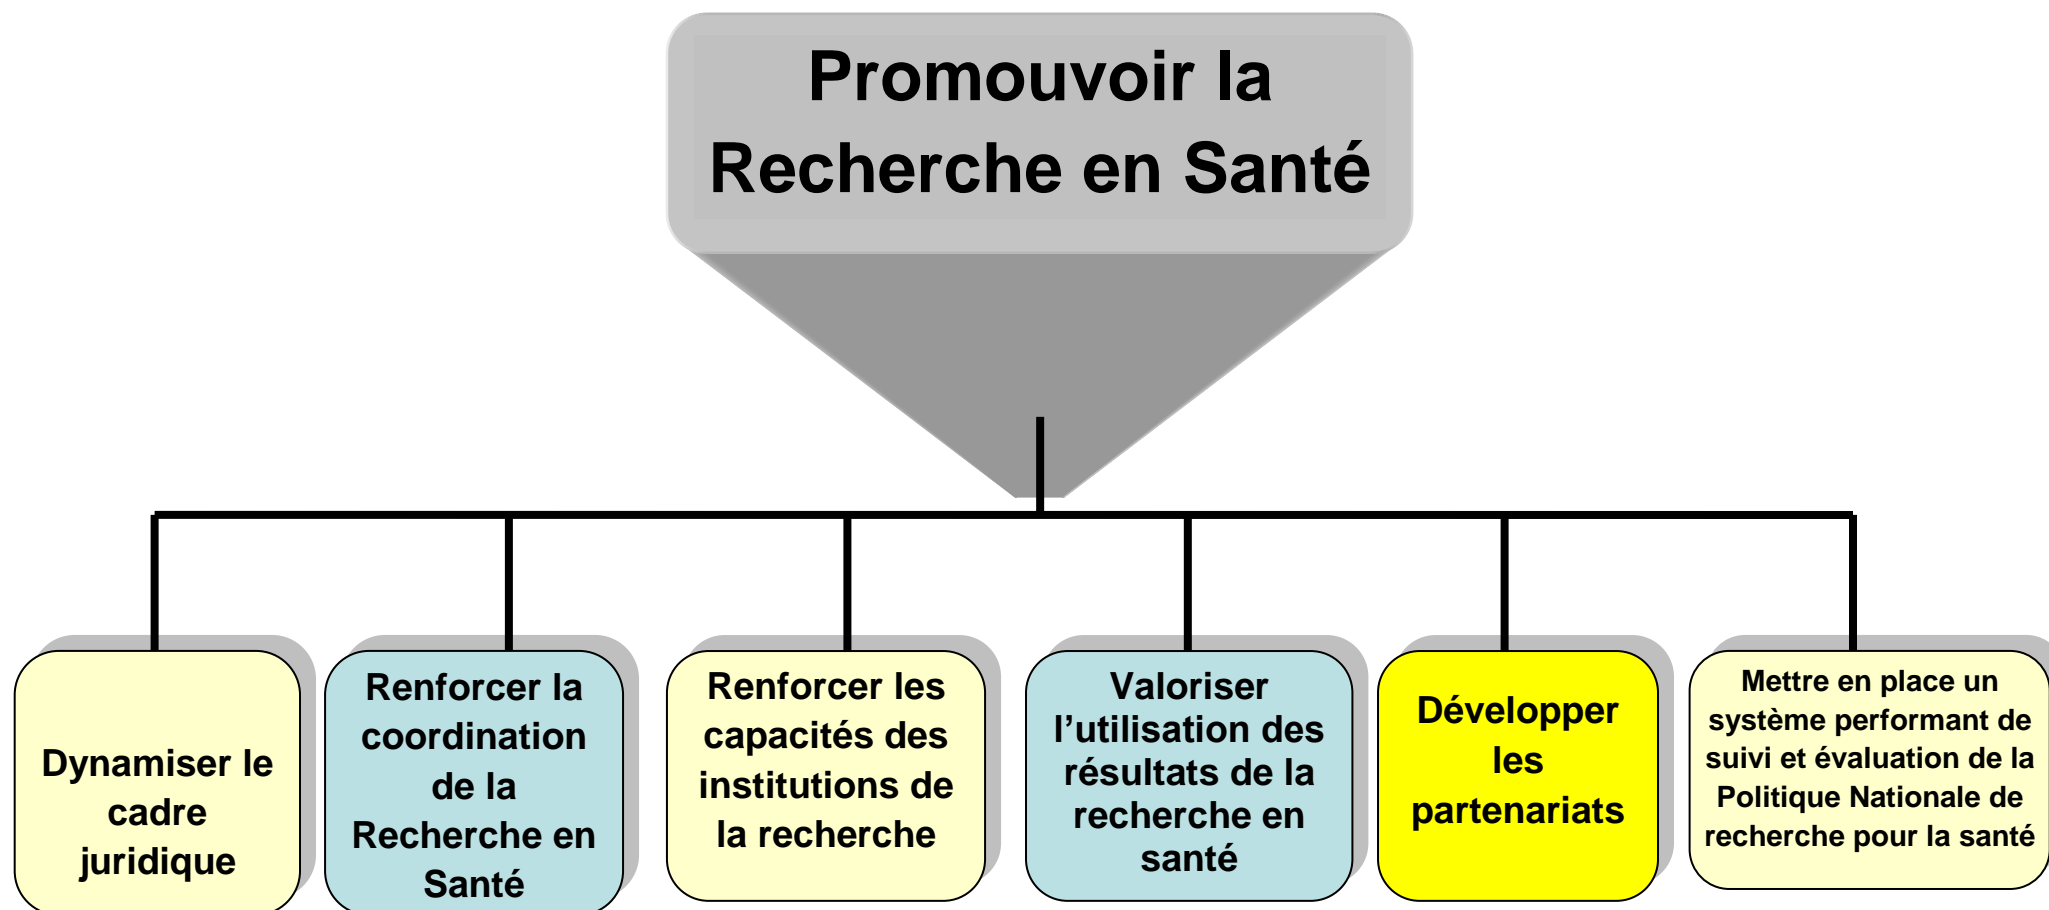 Promouvoir la
Recherche en Santé
Dynamiser le
cadre
juridique
Renforcer la
coordination
de la
Recherche en
Santé
Renforcer les
capacités des
institutions de
la recherche
Valoriser
l’utilisation des
résultats de la
recherche en
santé
Développer
les
partenariats
Mettre en place un
système performant de
suivi et évaluation de la
Politique Nationale de
recherche pour la santé